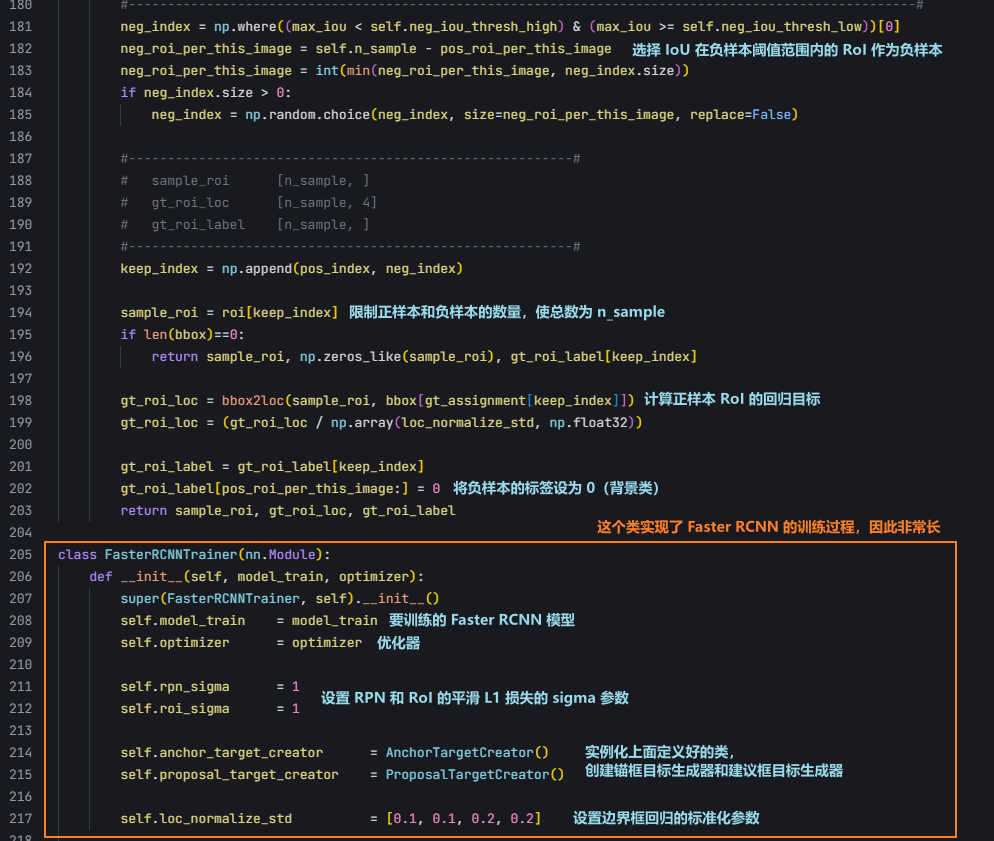 180 #---------------------------------------------------------------------------------------------------#
181 neg_index = np.where((max_iou < self.neg_iou_thresh_high) & (max_iou >= self.neg_iou_thresh_low))[0]
182 neg_roi_per_this_image = self.n_sample - pos_roi_per_this_image 选择 IoU 在负样本阈值范围内的 RoI 作为负样本
183 neg_roi_per_this_image = int(min(neg_roi_per_this_image, neg_index.size))
184 if neg_index.size > 0:
185 neg_index = np.random.choice(neg_index, size=neg_roi_per_this_image, replace=False)
186
187 #---------------------------------------------------------#
188 # sample_roi [n_sample, ]
189 # gt_roi_loc [n_sample, 4]
190 # gt_roi_label [n_sample, ]
191 #---------------------------------------------------------#
192 keep_index = np.append(pos_index, neg_index)
193
194 sample_roi = roi[keep_index] 限制正样本和负样本的数量，使总数为 n_sample
195 if len(bbox)==0:
196 return sample_roi, np.zeros_like(sample_roi), gt_roi_label[keep_index]
197
198 gt_roi_loc = bbox2loc(sample_roi, bbox[gt_assignment[keep_index]]) 计算正样本 RoI 的回归目标
199 gt_roi_loc = (gt_roi_loc / np.array(loc_normalize_std, np.float32))
200
201 gt_roi_label = gt_roi_label[keep_index]
202 gt_roi_label[pos_roi_per_this_image:] = 0 将负样本的标签设为 0（背景类）
203 return sample_roi, gt_roi_loc, gt_roi_label
204 这个类实现了 Faster RCNN 的训练过程，因此非常长
205 class FasterRCNNTrainer(nn.Module):
206 def __init__(self, model_train, optimizer):
207 super(FasterRCNNTrainer, self).__init__()
208 self.model_train = model_train 要训练的 Faster RCNN 模型
209 self.optimizer = optimizer 优化器
210
211 self.rpn_sigma = 1
设置 RPN 和 RoI 的平滑 L1 损失的 sigma 参数
212 self.roi_sigma = 1
213
214 self.anchor_target_creator = AnchorTargetCreator() 实例化上面定义好的类，
215 self.proposal_target_creator = ProposalTargetCreator() 创建锚框目标生成器和建议框目标生成器
216
217 self.loc_normalize_std = [0.1, 0.1, 0.2, 0.2] 设置边界框回归的标准化参数
218